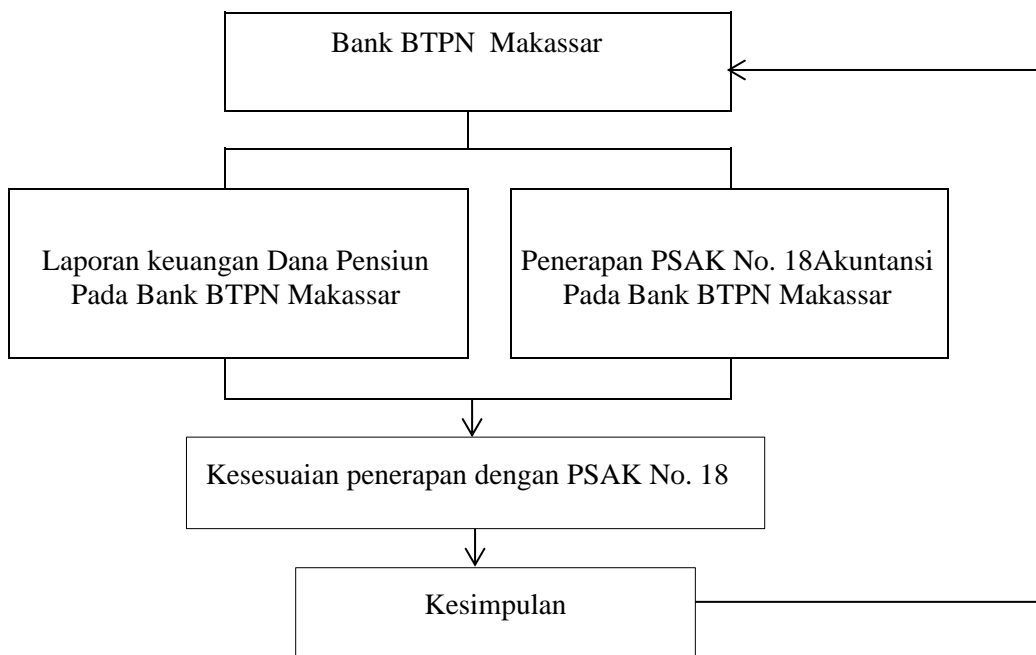 Bank BTPN  Makassar
Laporan keuangan Dana Pensiun
Pada Bank BTPN Makassar
Penerapan PSAK No. 18Akuntansi
Pada Bank BTPN Makassar
Kesesuaian penerapan dengan PSAK No. 18
Kesimpulan